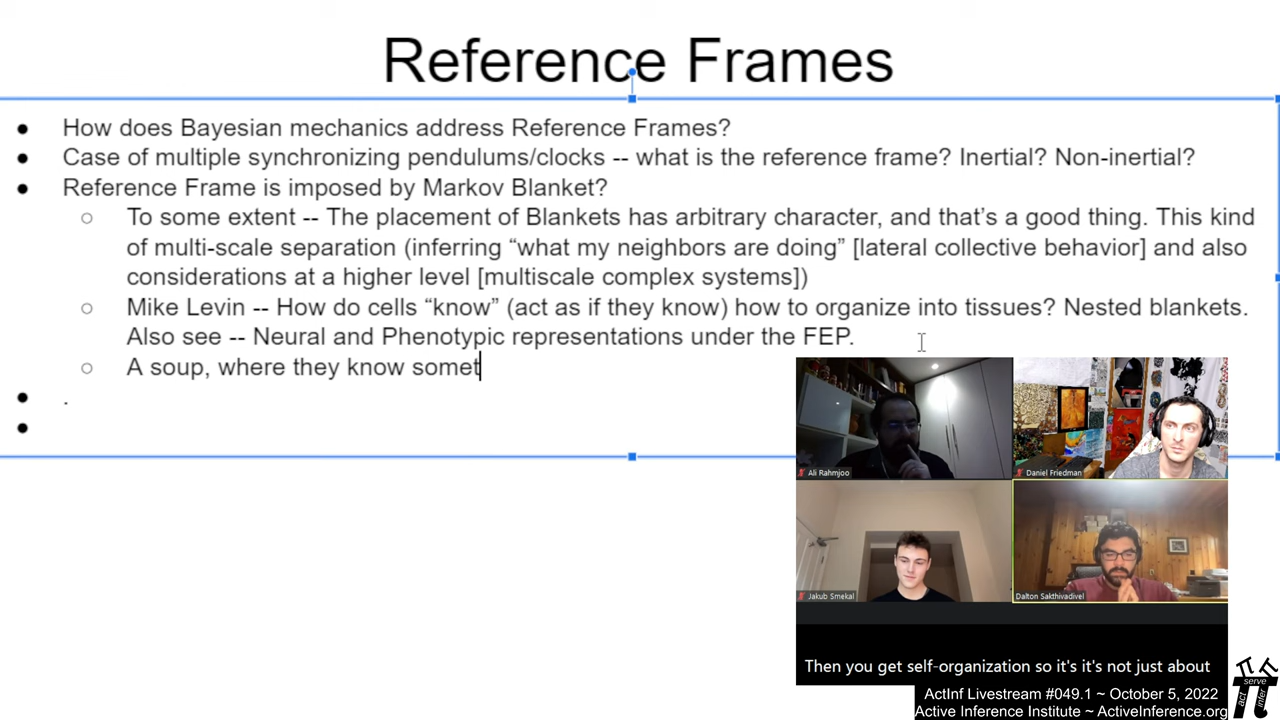 Reference Frames
● How does Bayesian mechanics address Reference Frames?
● Case of multiple synchronizing pendulums/clocks -- what is the reference frame? Inertial? Non-inertial?
● Reference Frame is imposed by Markov Blanket?
○ To some extent -- The placement of Blankets has arbitrary character, and that’s a good thing. This kind
of multi-scale separation (inferring “what my neighbors are doing” [lateral collective behavior] and also
considerations at a higher level [multiscale complex systems])
○ Mike Levin -- How do cells “know” (act as if they know) how to organize into tissues? Nested blankets.
Also see -- Neural and Phenotypic representations under the FEP.
○ A soup, where they know somet
● .
●
Ali Rahmjoo
Daniel Friedman
Jakub Smekal
Dalton Sakthivadivel
Then you get self-organization so it's it's not just about
ActInf Livestream #049.1 ~ October 5, 2022
Active Inference Institute ~ ActiveInference.org
act
serve
infer